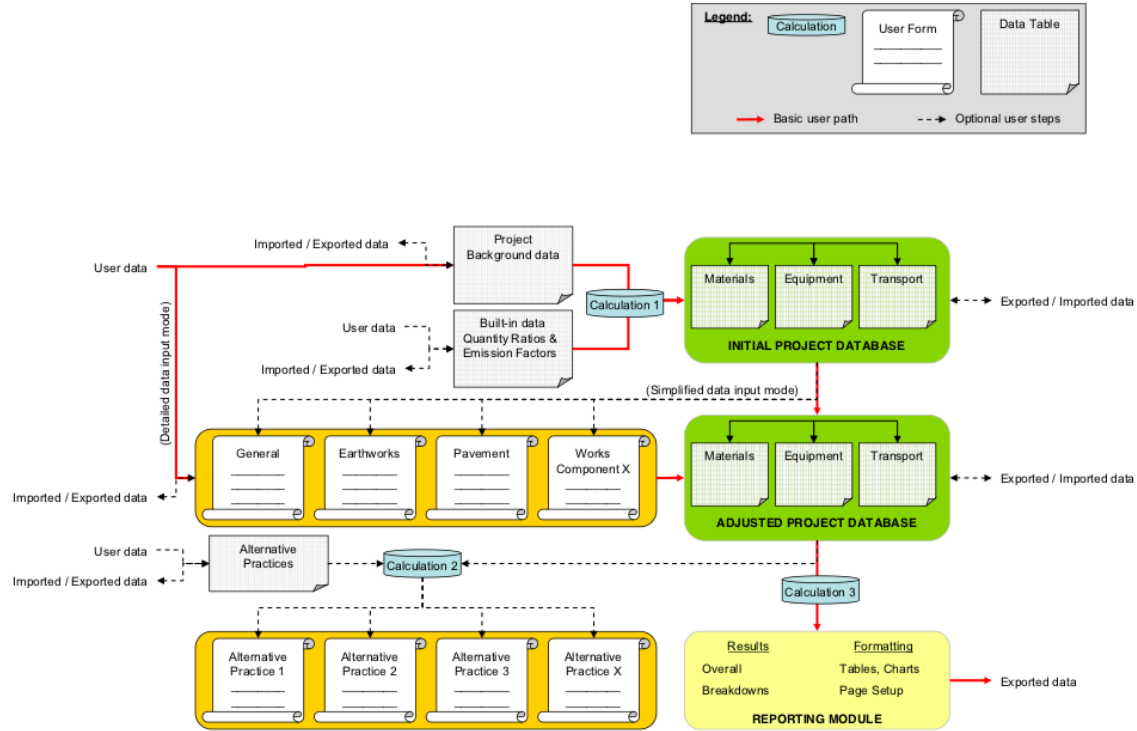 Legend:
Calculation
User Form
Data Table
Basic user path
Optional user steps
Imported / Exported data
Project
Background data
User data
Calculation 1
User data
Built-in data
Quantity Ratios &
Emission Factors
Imported / Exported data
Materials
Equipment
Transport
INITIAL PROJECT DATABASE
Exported / Imported data
(Detailed data input mode)
(Simplified data input mode)
General
Earthworks
Pavement
Works
Component X
Imported / Exported data
Materials
Equipment
Transport
ADJUSTED PROJECT DATABASE
Exported / Imported data
User data
Imported / Exported data
Alternative
Practices
Calculation 2
Calculation 3
Alternative
Practice 1
Alternative
Practice 2
Alternative
Practice 3
Alternative
Practice X
Results
Formatting
Overall
Tables, Charts
Breakdowns
Page Setup
REPORTING MODULE
Exported data